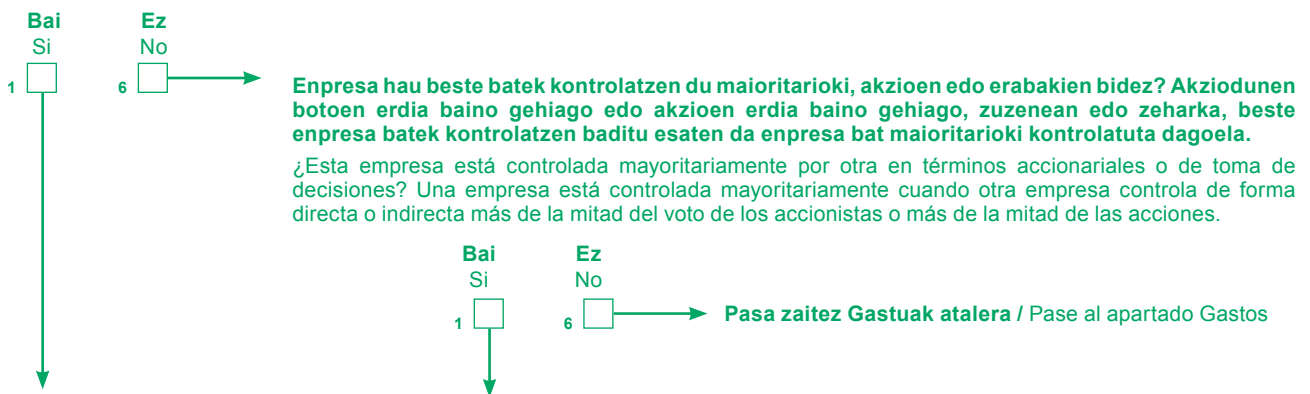 Bai Ez
Si No
1 6
Enpresa hau beste batek kontrolatzen du maioritarioki, akzioen edo erabakien bidez? Akziodunen
botoen erdia baino gehiago edo akzioen erdia baino gehiago, zuzenean edo zeharka, beste
enpresa batek kontrolatzen baditu esaten da enpresa bat maioritarioki kontrolatuta dagoela.
¿Esta empresa está controlada mayoritariamente por otra en términos accionariales o de toma de
decisiones? Una empresa está controlada mayoritariamente cuando otra empresa controla de forma
directa o indirecta más de la mitad del voto de los accionistas o más de la mitad de las acciones.
Bai Ez
Si No
1 6 Pasa zaitez Gastuak atalera / Pase al apartado Gastos